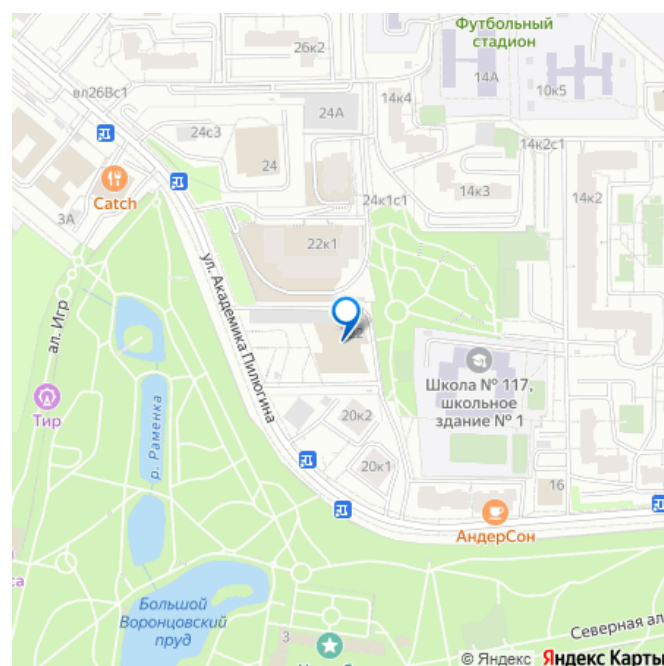 Футбольный
стадион
26к2
14А
10к5
вл26Вс1
14к4
24А
24с3
14к2с1
24
Catch
14к3
14к2
3А
24к1с1
22к1
ул. Академика Пилюгина
ал. Игр
Школа № 117,
школьное
здание № 1
Тир
р. Раменка
20к2
20к1
16
АндерСон
Большой
Воронцовский
пруд
3
Северная ал
© Яндекс Яндекс Карты